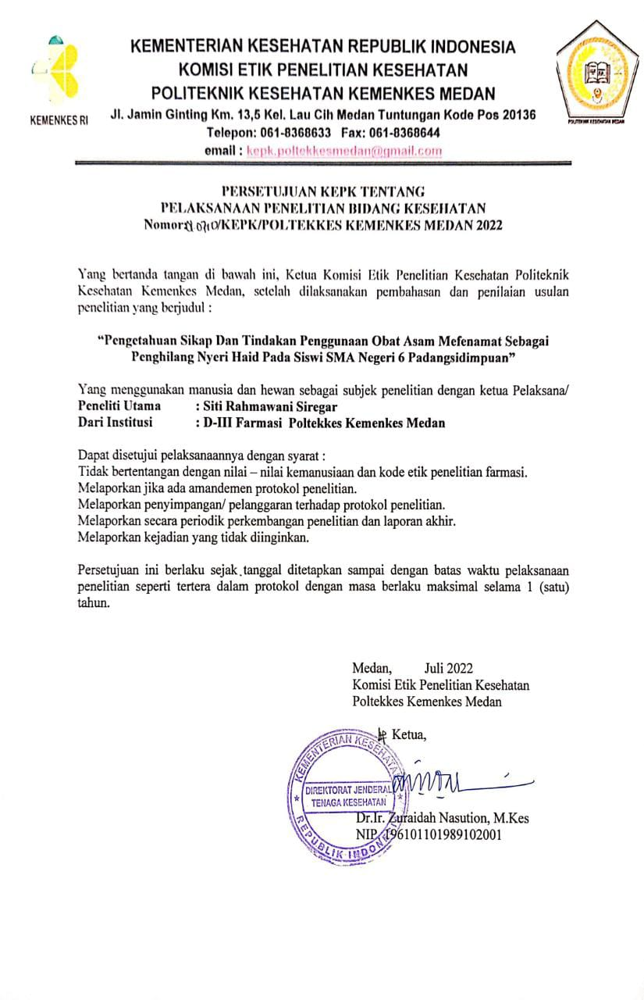 KEMENTERIAN KESEHATAN REPUBLIK INDONESIA
KOMISI ETIK PENELITIAN KESEHATAN
POLITEKNIK KESEHATAN KEMENKES MEDAN
KEMENKES RI
Jl. Jamin Ginting Km. 13,5 Kel. Lau Cih Medan Tuntungan Kode Pos 20136
POLITEKNIK KESEHATAN MEDAN
Telepon: 061-8368633 Fax: 061-8368644
email : kepk.poltekkesmedan@gmail.com
PERSETUJUAN KEPK TENTANG
PELAKSANAAN PENELITIAN BIDANG KESEHATAN
Nomor: /KEPK/POLTEKKES KEMENKES MEDAN 2022
Yang bertanda tangan di bawah ini, Ketua Komisi Etik Penelitian Kesehatan Politeknik
Kesehatan Kemenkes Medan, setelah dilaksanakan pembahasan dan penilaian usulan
penelitian yang berjudul :
“Pengetahuan Sikap Dan Tindakan Penggunaan Obat Asam Mefenamat Sebagai
Penghilang Nyeri Haid Pada Siswi SMA Negeri 6 Padangsidimpuan”
Yang menggunakan manusia dan hewan sebagai subjek penelitian dengan ketua Pelaksana/
Peneliti Utama : Siti Rahmawani Siregar
Dari Institusi : D-III Farmasi Poltekkes Kemenkes Medan
Dapat disetujui pelaksanaannya dengan syarat :
Tidak bertentangan dengan nilai – nilai kemanusiaan dan kode etik penelitian farmasi.
Melaporkan jika ada amandemen protokol penelitian.
Melaporkan penyimpangan/ pelanggaran terhadap protokol penelitian.
Melaporkan secara periodik perkembangan penelitian dan laporan akhir.
Melaporkan kejadian yang tidak diinginkan.
Persetujuan ini berlaku sejak tanggal ditetapkan sampai dengan batas waktu pelaksanaan
penelitian seperti tertera dalam protokol dengan masa berlaku maksimal selama 1 (satu)
tahun.
Medan, Juli 2022
Komisi Etik Penelitian Kesehatan
Poltekkes Kemenkes Medan
Ketua,
KEMENTERIAN KESEHATAN
DIREKTORAT JENDERAL
TENAGA KESEHATAN
REPUBLIK INDONESIA
Dr.Ir. Zuraidah Nasution, M.Kes
NIP. 196101101989102001